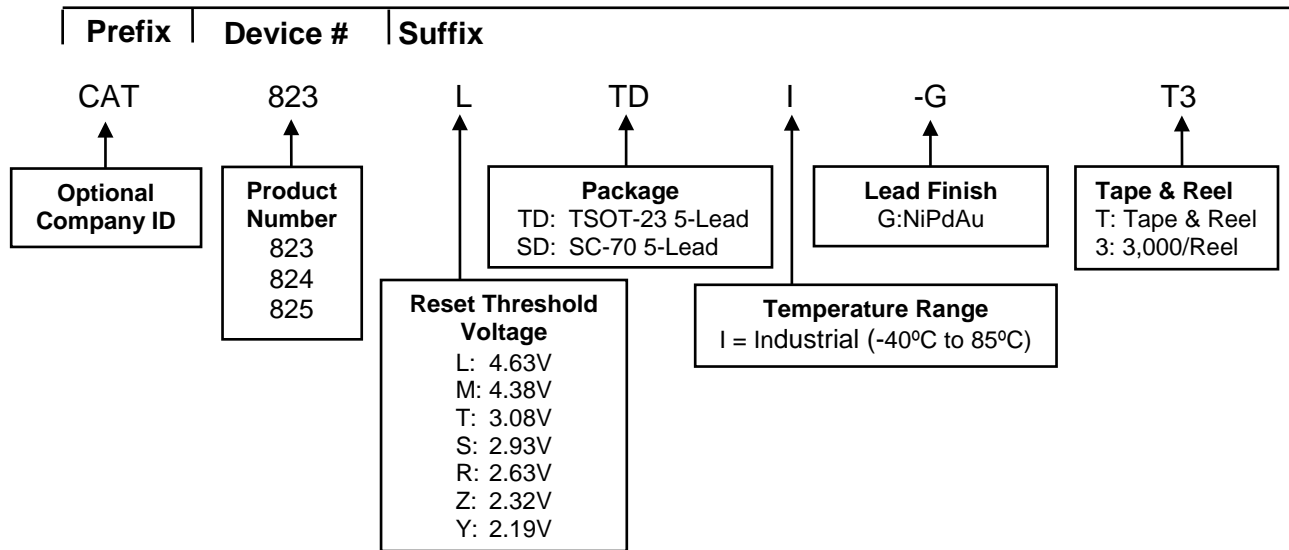 Prefix Device # Suffix
CAT 823 L TD I -G T3
Optional
Company ID
Product
Number
823
824
825
Package
TD: TSOT-23 5-Lead
SD: SC-70 5-Lead
Lead Finish
G:NiPdAu
Tape & Reel
T: Tape & Reel
3: 3,000/Reel
Reset Threshold
Voltage
L: 4.63V
M: 4.38V
T: 3.08V
S: 2.93V
R: 2.63V
Z: 2.32V
Y: 2.19V
Temperature Range
I = Industrial (-40ºC to 85ºC)